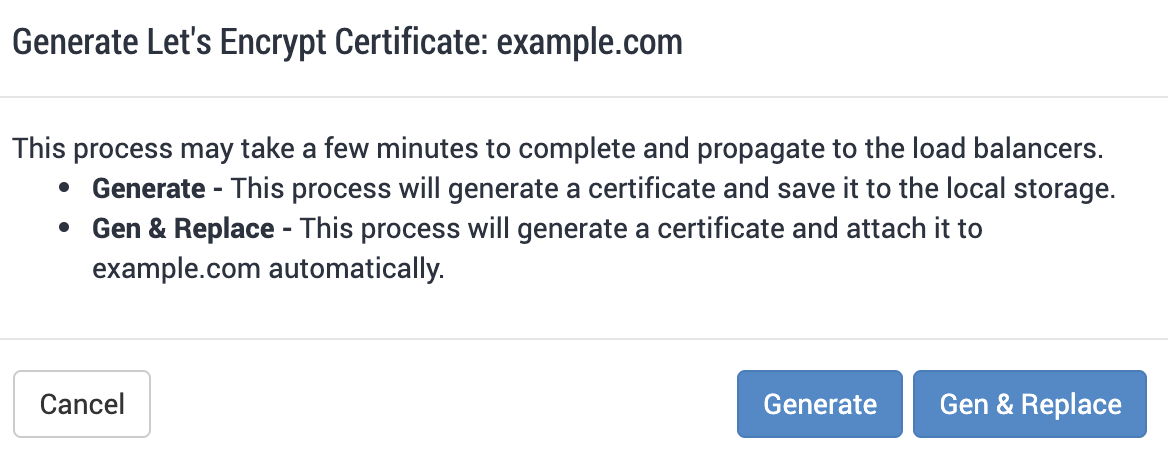 Generate Let's Encrypt Certificate: example.com
This process may take a few minutes to complete and propagate to the load balancers.
• Generate - This process will generate a certificate and save it to the local storage.
• Gen & Replace - This process will generate a certificate and attach it to
example.com automatically.
Cancel
Generate
Gen & Replace